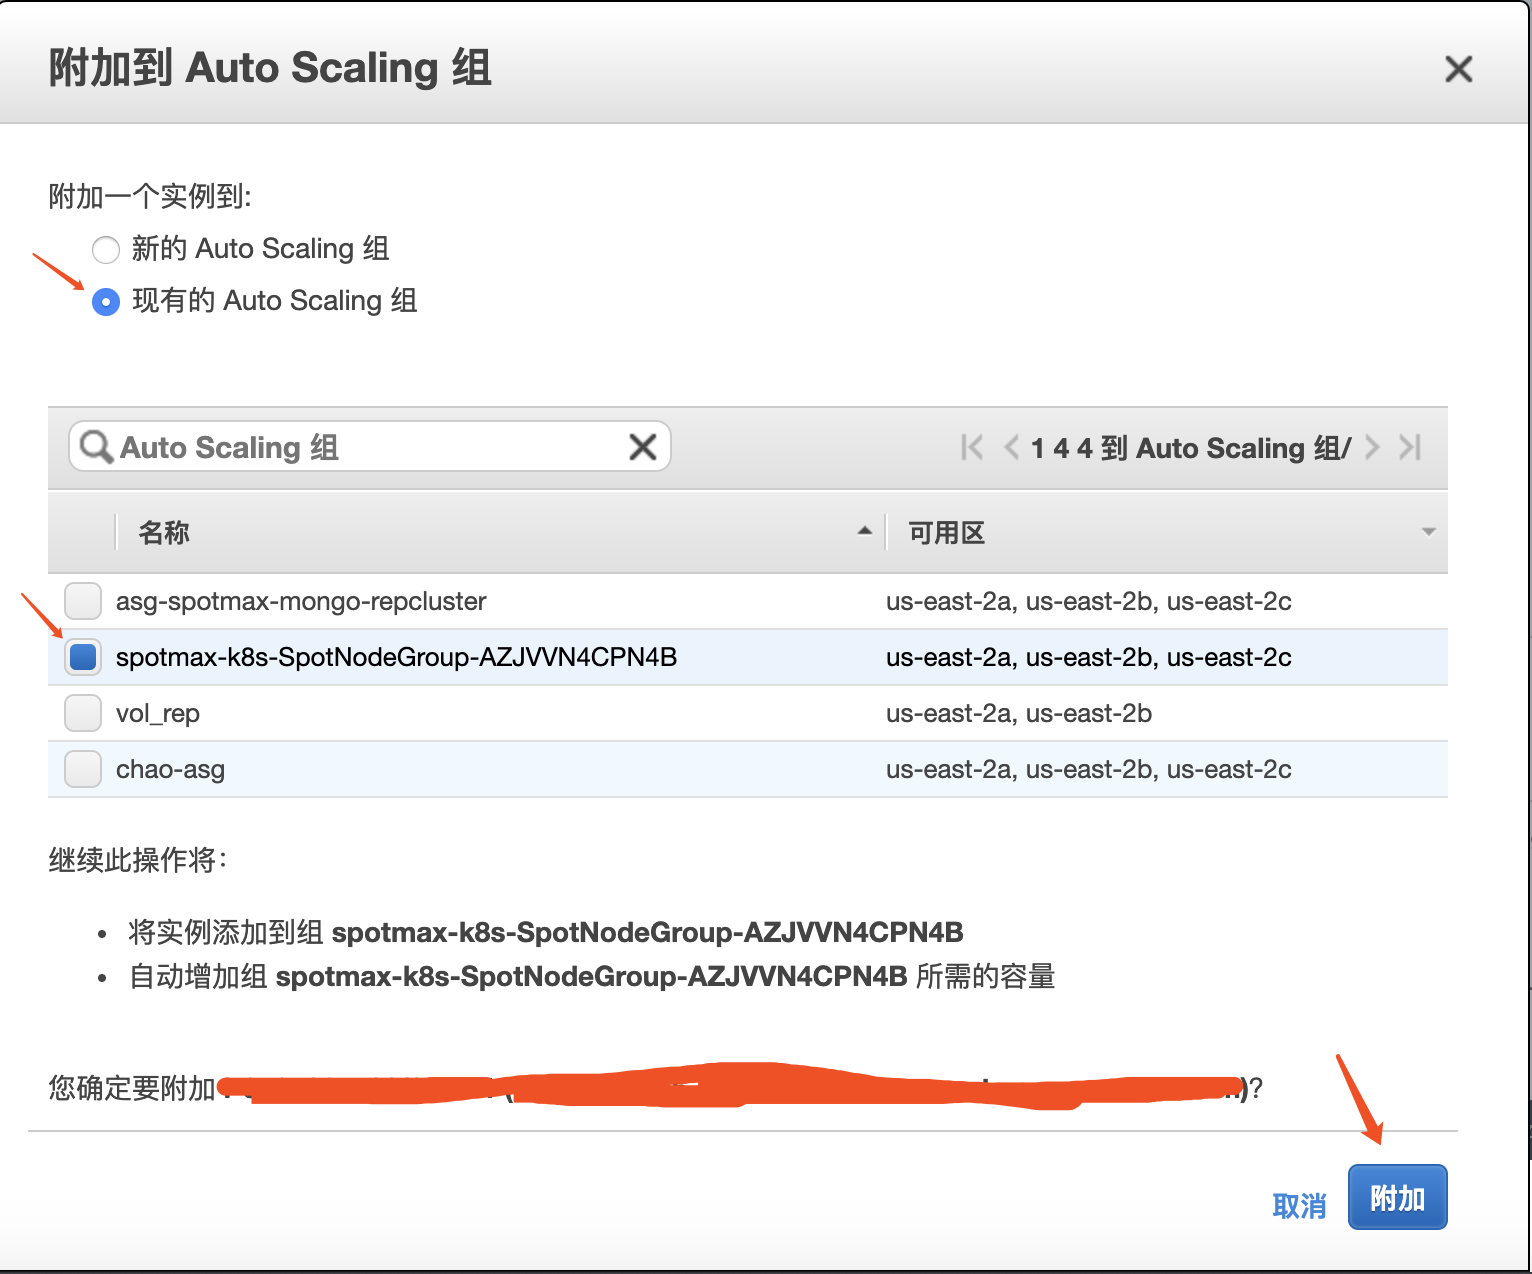 附加到 Auto Scaling 组
附加一个实例到:
新的 Auto Scaling 组
现有的 Auto Scaling 组
Auto Scaling 组
1 4 4 到 Auto Scaling 组/
名称 可用区
asg-spotmax-mongo-repcluster us-east-2a, us-east-2b, us-east-2c
spotmax-k8s-SpotNodeGroup-AZJVVN4CPN4B us-east-2a, us-east-2b, us-east-2c
vol_rep us-east-2a, us-east-2b
chao-asg us-east-2a, us-east-2b, us-east-2c
继续此操作将：
• 将实例添加到组 spotmax-k8s-SpotNodeGroup-AZJVVN4CPN4B
• 自动增加组 spotmax-k8s-SpotNodeGroup-AZJVVN4CPN4B 所需的容量
您确定要附加 ( )?
取消 附加